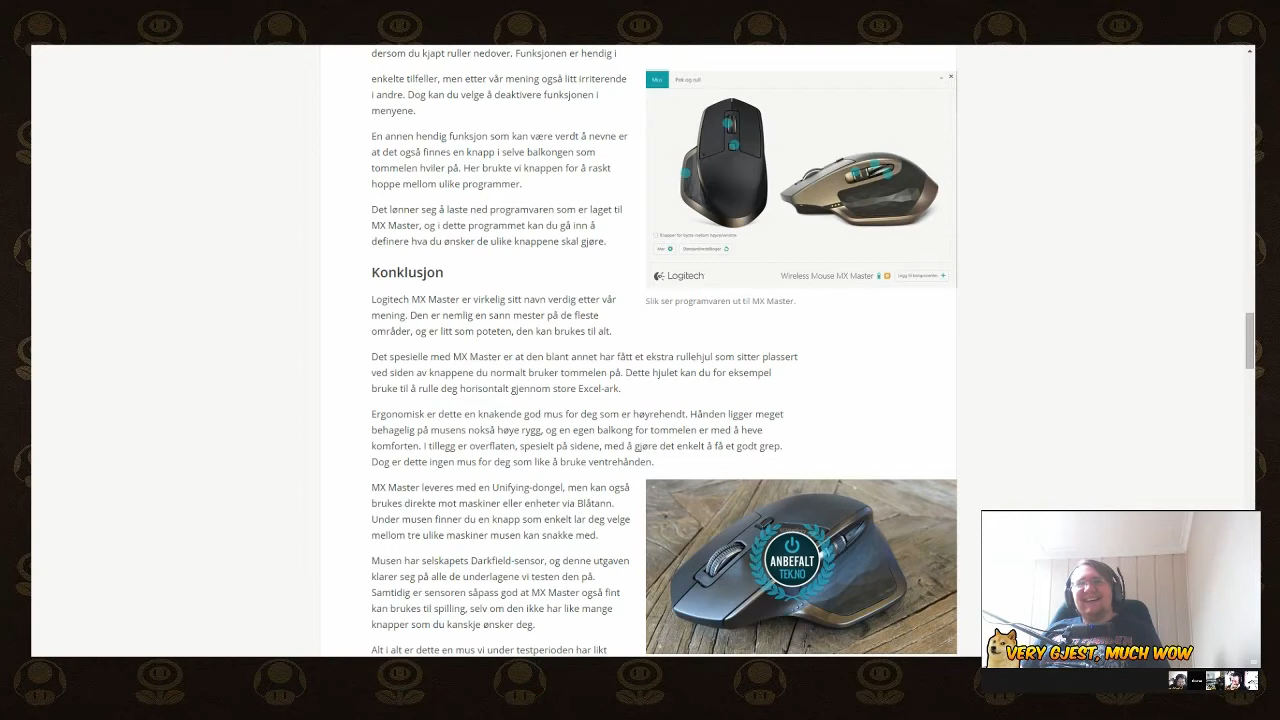 dersom du kjapt ruller nedover. Funksjonen er hendig i
enkelte tilfeller, men etter vår mening også litt irriterende
i andre. Dog kan du velge å deaktivere funksjonen i
menyene.
En annen hendig funksjon som kan være verdt å nevne er
at det også finnes en knapp i selve balkongen som
tommelen hviler på. Her brukte vi knappen for å raskt
hoppe mellom ulike programmer.
Det lønner seg å laste ned programvaren som er laget til
MX Master, og i dette programmet kan du gå inn å
definere hva du ønsker de ulike knappene skal gjøre.
Konklusjon
Logitech MX Master er virkelig sitt navn verdig etter vår
mening. Den er nemlig en sann mester på de fleste
områder, og er litt som poteten, den kan brukes til alt.
Mus
Pek og rull
Knapper for bytte mellom høyre/venstre
Mer
Standardinnstillinger
Logitech
Wireless Mouse MX Master
Legg til
Slik ser programvaren ut til MX Master.
Det spesielle med MX Master er at den blant annet har fått et ekstra rullehjul som sitter plassert
ved siden av knappene du normalt bruker tommelen på. Dette hjulet kan du for eksempel
bruke til å rulle deg horisontalt gjennom store Excel-ark.
Ergonomisk er dette en knakende god mus for deg som er høyrehendt. Hånden ligger meget
behagelig på musens nokså høye rygg, og en egen balkong for tommelen er med å heve
komforten. I tillegg er overflaten, spesielt på sidene, med å gjøre det enkelt å få et godt grep.
Dog er dette ingen mus for deg som like å bruke ventrehånden.
MX Master leveres med en Unifying-dongel, men kan også
brukes direkte mot maskiner eller enheter via Blåtann.
Under musen finner du en knapp som enkelt lar deg velge
mellom tre ulike maskiner musen kan snakke med.
Musen har selskapets Darkfield-sensor, og denne utgaven
klarer seg på alle de underlagene vi testen den på.
Samtidig er sensoren såpass god at MX Master også fint
kan brukes til spilling, selv om den ikke har like mange
knapper som du kanskje ønsker deg.
Alt i alt er dette en mus vi under testperioden har likt
ANBEFALT
TEK.NO
VERY GJEST, MUCH WOW